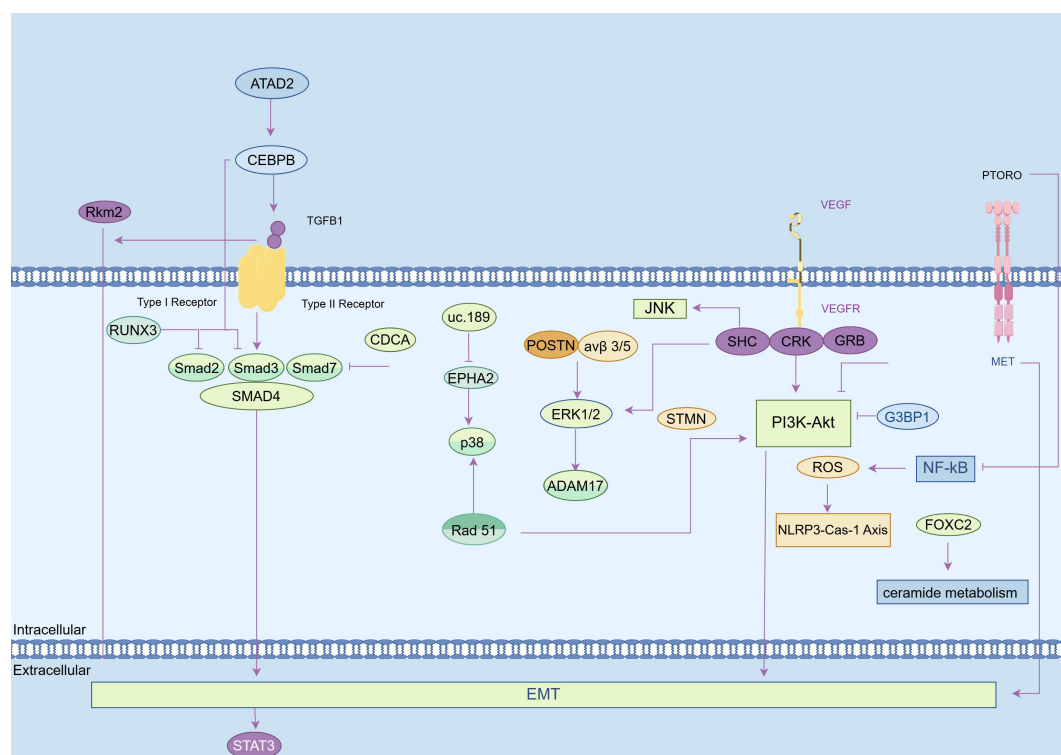 ATAD2
CEBPB
PTORO
Rkm2
VEGF
TGFB1
Type I Receptor
Type II Receptor
VEGFR
JNK
uc.189
RUNX3
CDCA
POSTN
avβ 3/5
SHC
CRK
GRB
MET
Smad2
Smad3
Smad7
EPHA2
SMAD4
ERK1/2
STMN
PI3K-Akt
G3BP1
p38
ROS
NF-kB
ADAM17
Rad 51
NLRP3-Cas-1 Axis
FOXC2
ceramide metabolism
Intracellular
Extracellular
EMT
STAT3